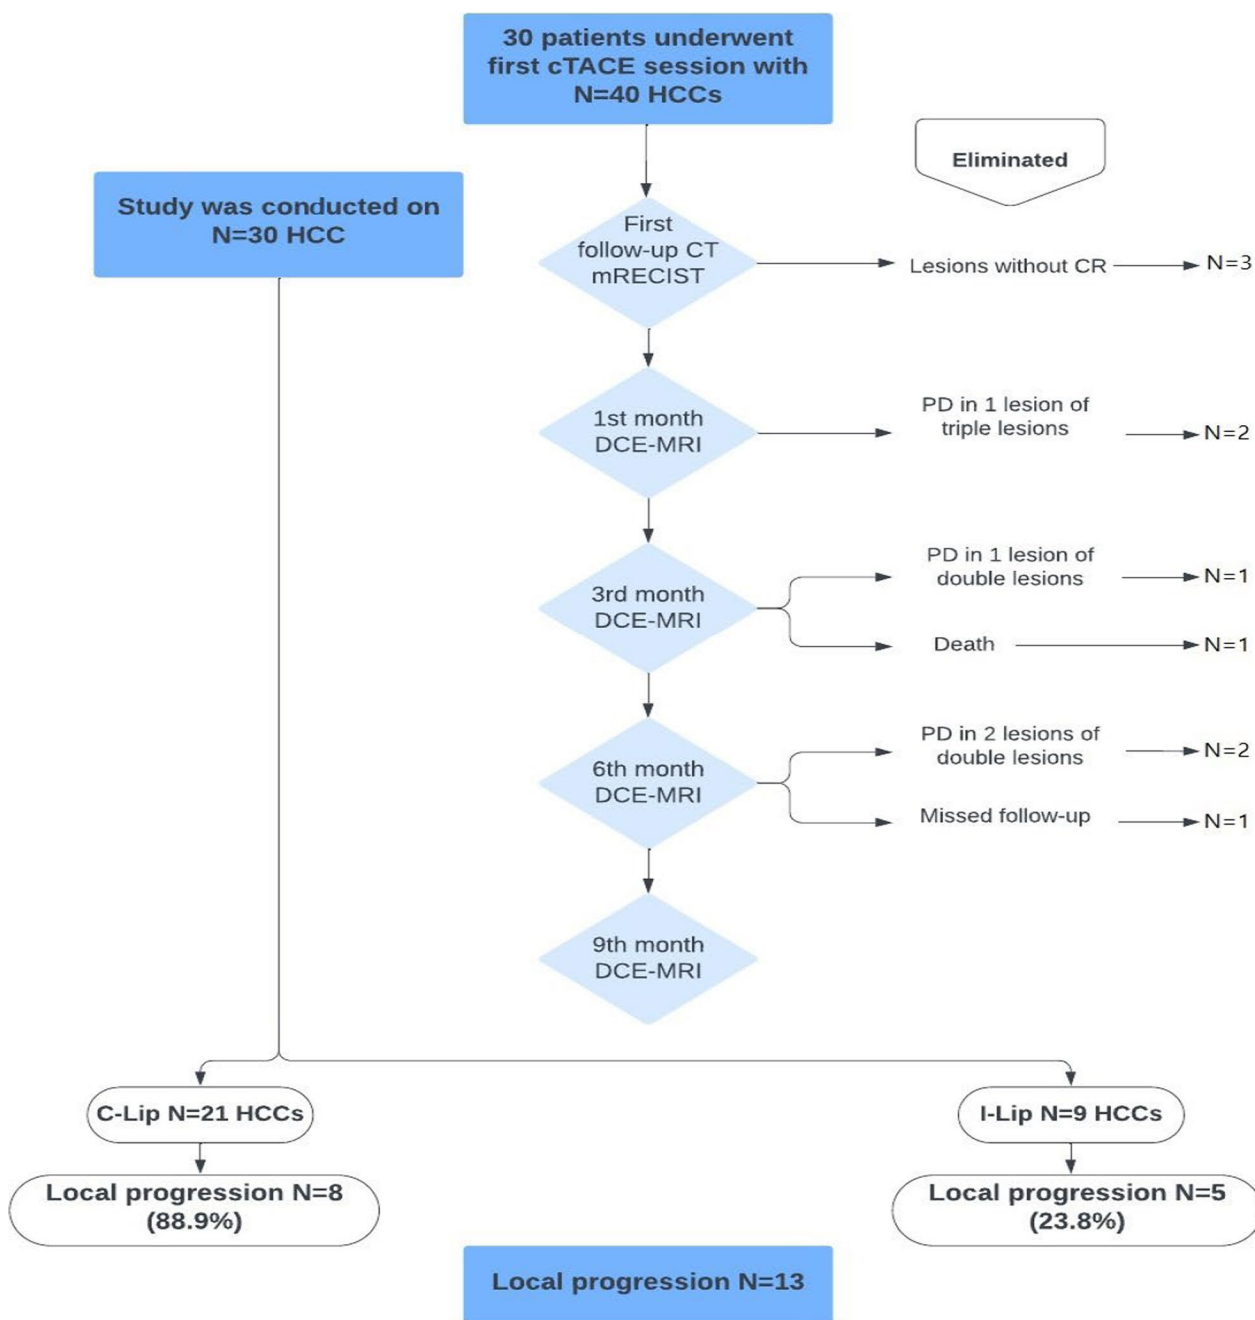 30 patients underwent
first cTACE session with
N=40 HCCs
Eliminated
Study was conducted on
N=30 HCC
First
follow-up CT
mRECIST
Lesions without CR
N=3
1st month
DCE-MRI
PD in 1 lesion of
triple lesions
N=2
3rd month
DCE-MRI
PD in 1 lesion of
double lesions
N=1
Death
N=1
6th month
DCE-MRI
PD in 2 lesions of
double lesions
N=2
Missed follow-up
N=1
9th month
DCE-MRI
C-Lip N=21 HCCs
I-Lip N=9 HCCs
Local progression N=8
(88.9%)
Local progression N=5
(23.8%)
Local progression N=13